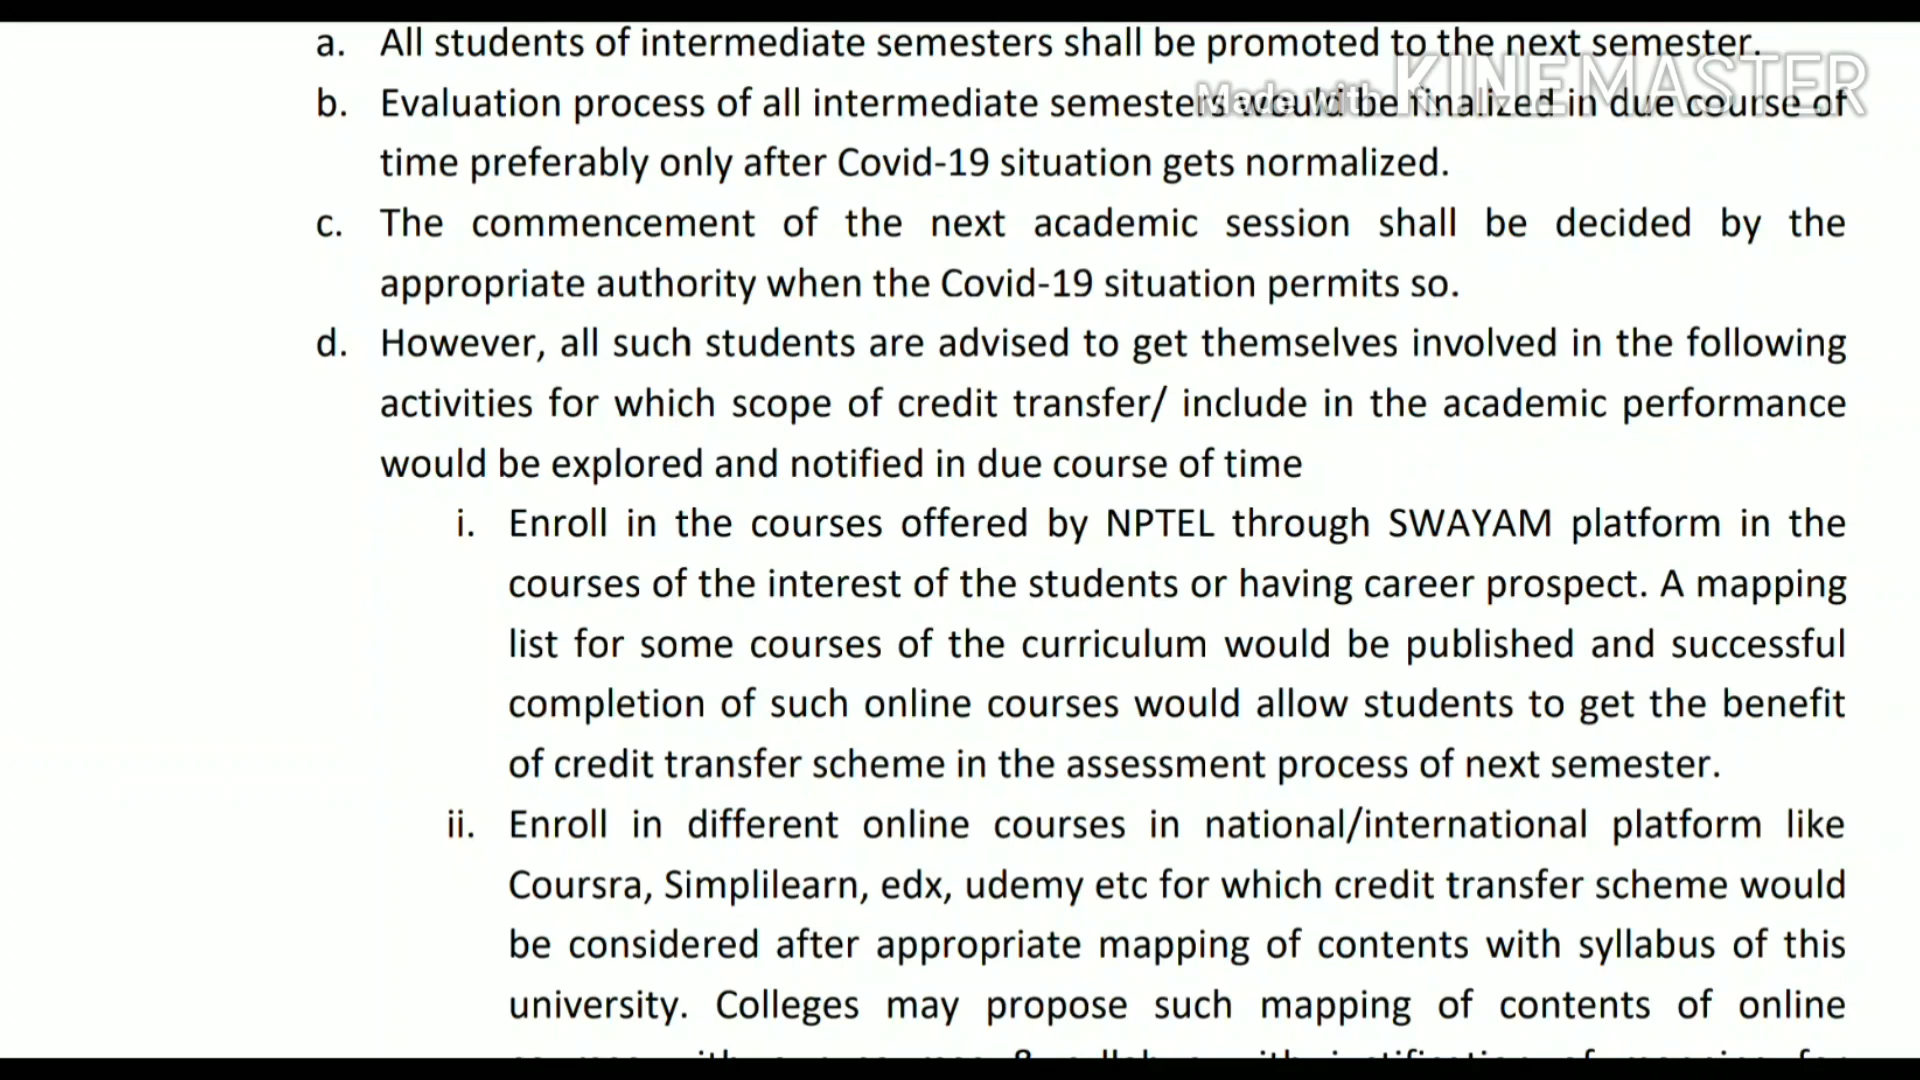 a. All students of intermediate semesters shall be promoted to the next semester.
Made with KINEMASTER
b. Evaluation process of all intermediate semesters would be finalized in due course of
time preferably only after Covid-19 situation gets normalized.
c. The commencement of the next academic session shall be decided by the
appropriate authority when the Covid-19 situation permits so.
d. However, all such students are advised to get themselves involved in the following
activities for which scope of credit transfer/ include in the academic performance
would be explored and notified in due course of time
i. Enroll in the courses offered by NPTEL through SWAYAM platform in the
courses of the interest of the students or having career prospect. A mapping
list for some courses of the curriculum would be published and successful
completion of such online courses would allow students to get the benefit
of credit transfer scheme in the assessment process of next semester.
ii. Enroll in different online courses in national/international platform like
Coursra, Simplilearn, edx, udemy etc for which credit transfer scheme would
be considered after appropriate mapping of contents with syllabus of this
university. Colleges may propose such mapping of contents of online